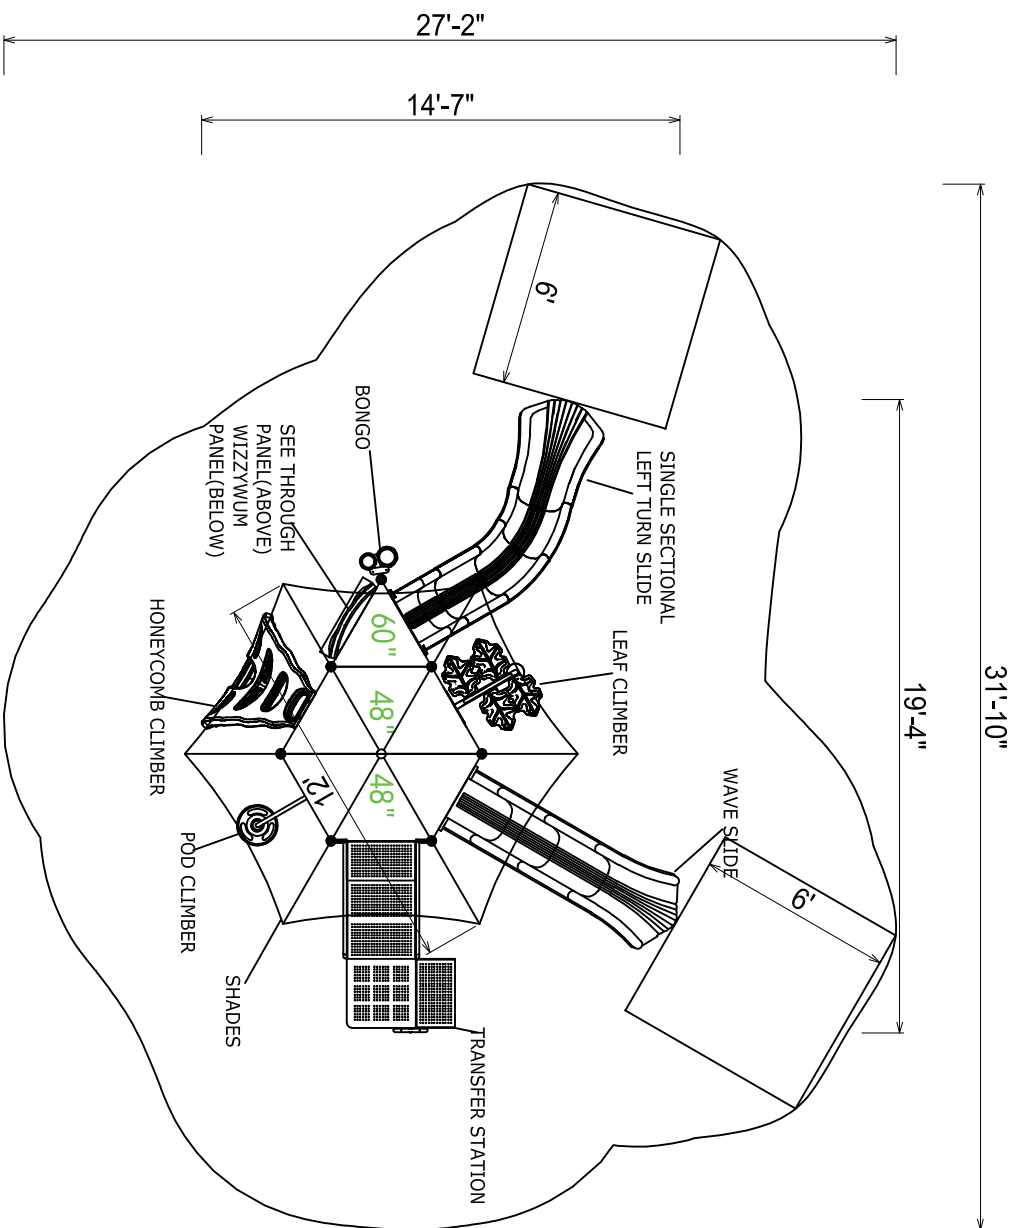 27'-2"
14'-7"
31'-10"
19'-4"
6'
BONGO
SEE THROUGH
PANEL(ABOVE)
WIZZYWUM
PANEL(BELOW)
SINGLE SECTIONAL
LEFT TURN SLIDE
LEAF CLIMBER
60"
48"
48"
HONEYCOMB CLIMBER
12'
WAVE SLIDE
6'
POD CLIMBER
SHADES
TRANSFER STATION